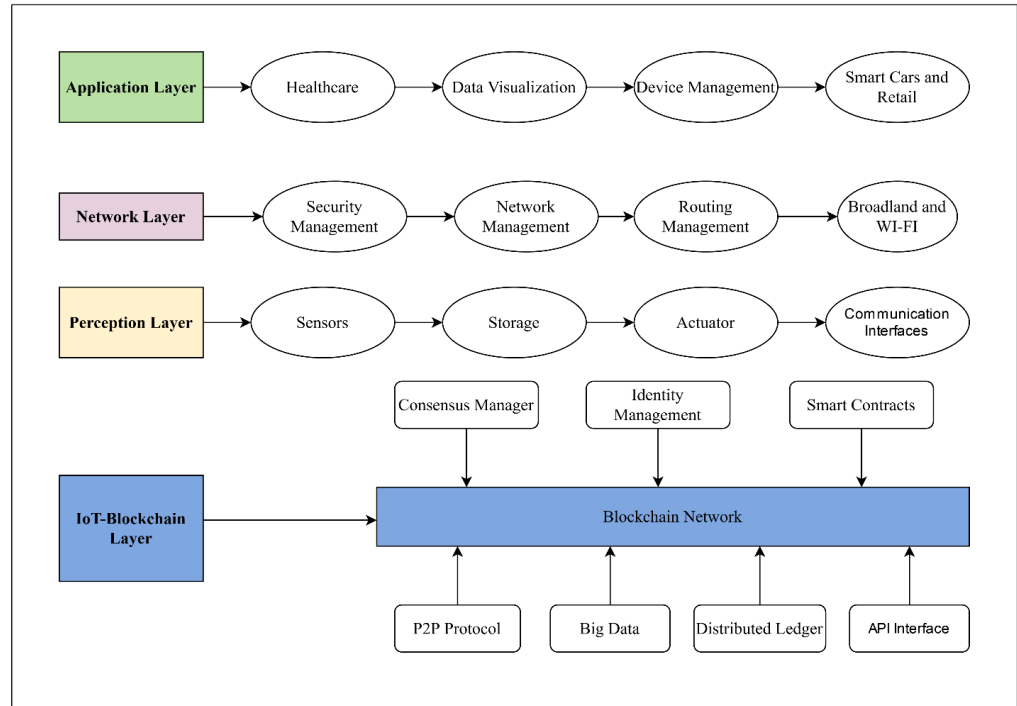 Application Layer
Healthcare
Data Visualization
Device Management
Smart Cars and
Retail
Network Layer
Security
Management
Network
Management
Routing
Management
Broadland and
WI-FI
Perception Layer
Sensors
Storage
Actuator
Communication
Interfaces
Consensus Manager
Identity
Management
Smart Contracts
IoT-Blockchain
Layer
Blockchain Network
P2P Protocol
Big Data
Distributed Ledger
API Interface